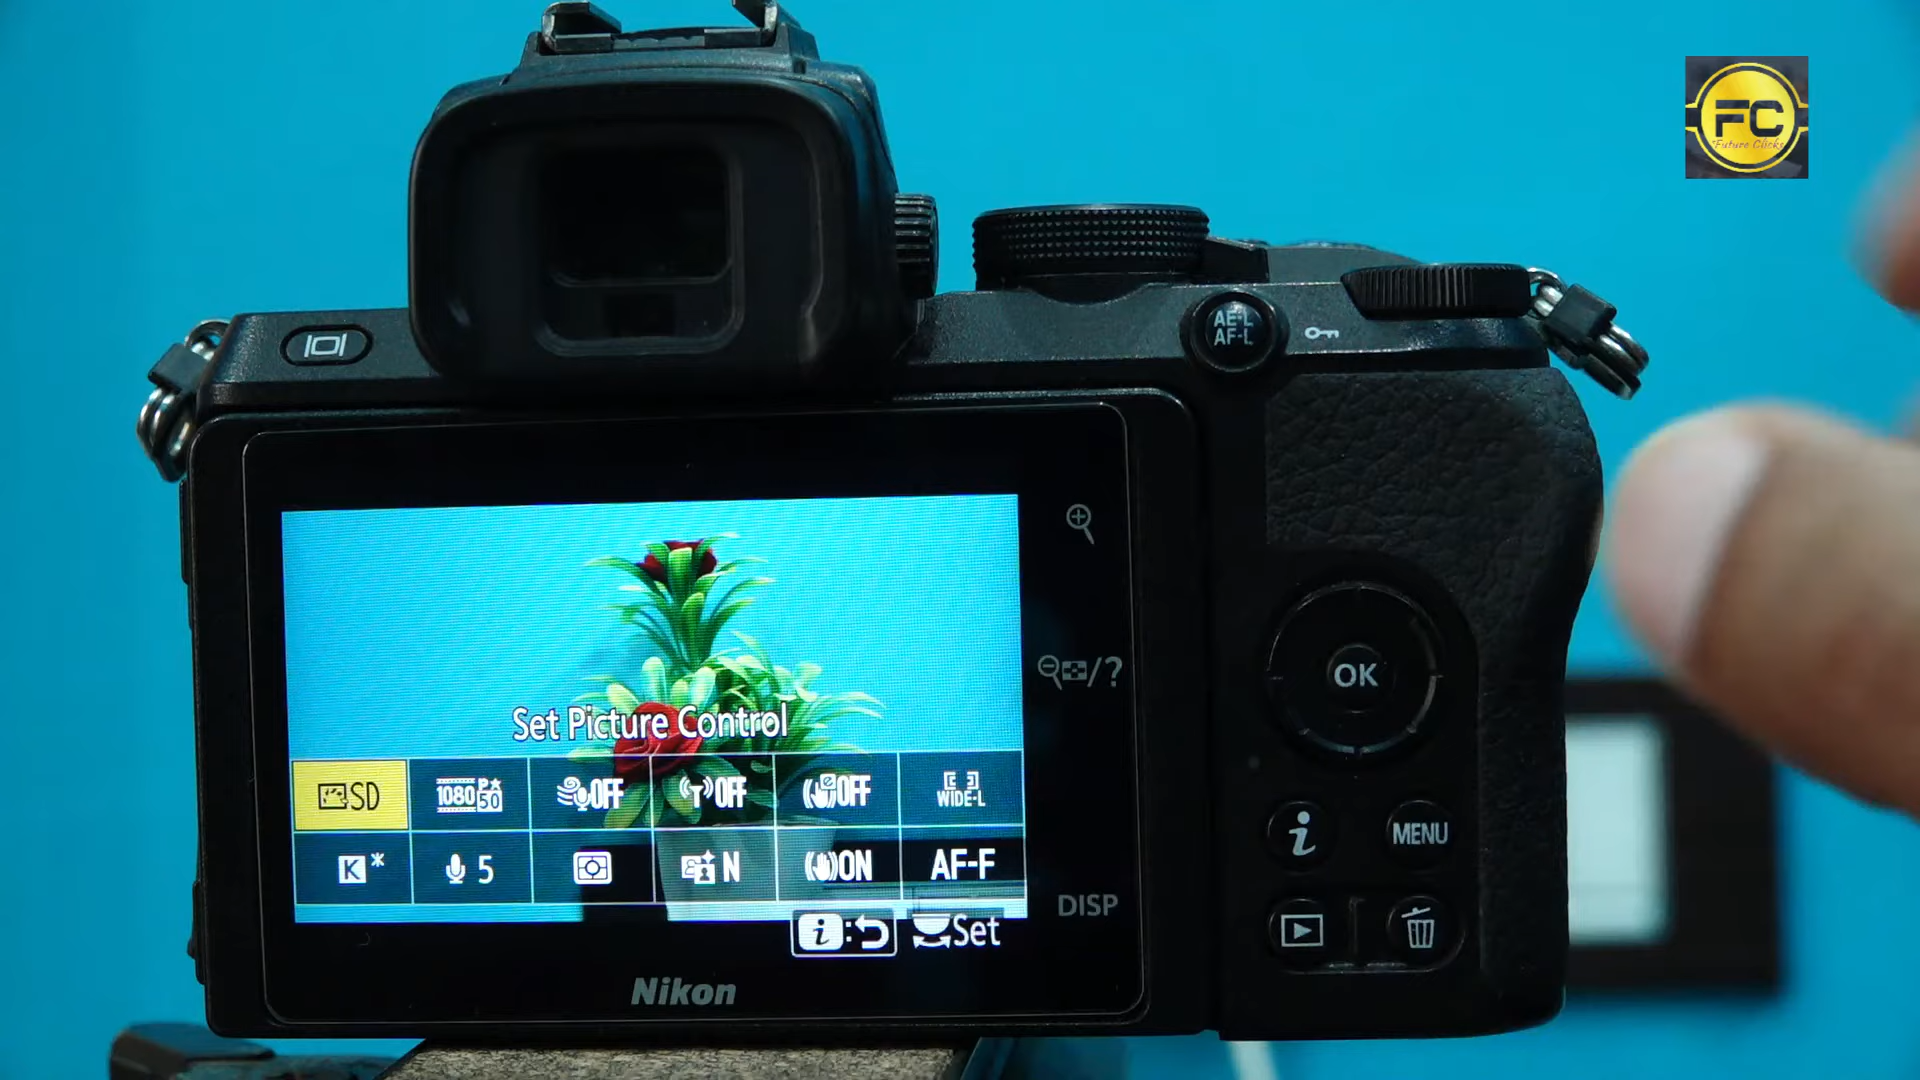 FC
Future Clicks
AE-L
AF-L
Set Picture Control
SD
1080 P 50
OFF
OFF
OFF
WIDE-L
K*
5
N
ON
AF-F
i : Set
Nikon
/?
DISP
OK
i
MENU